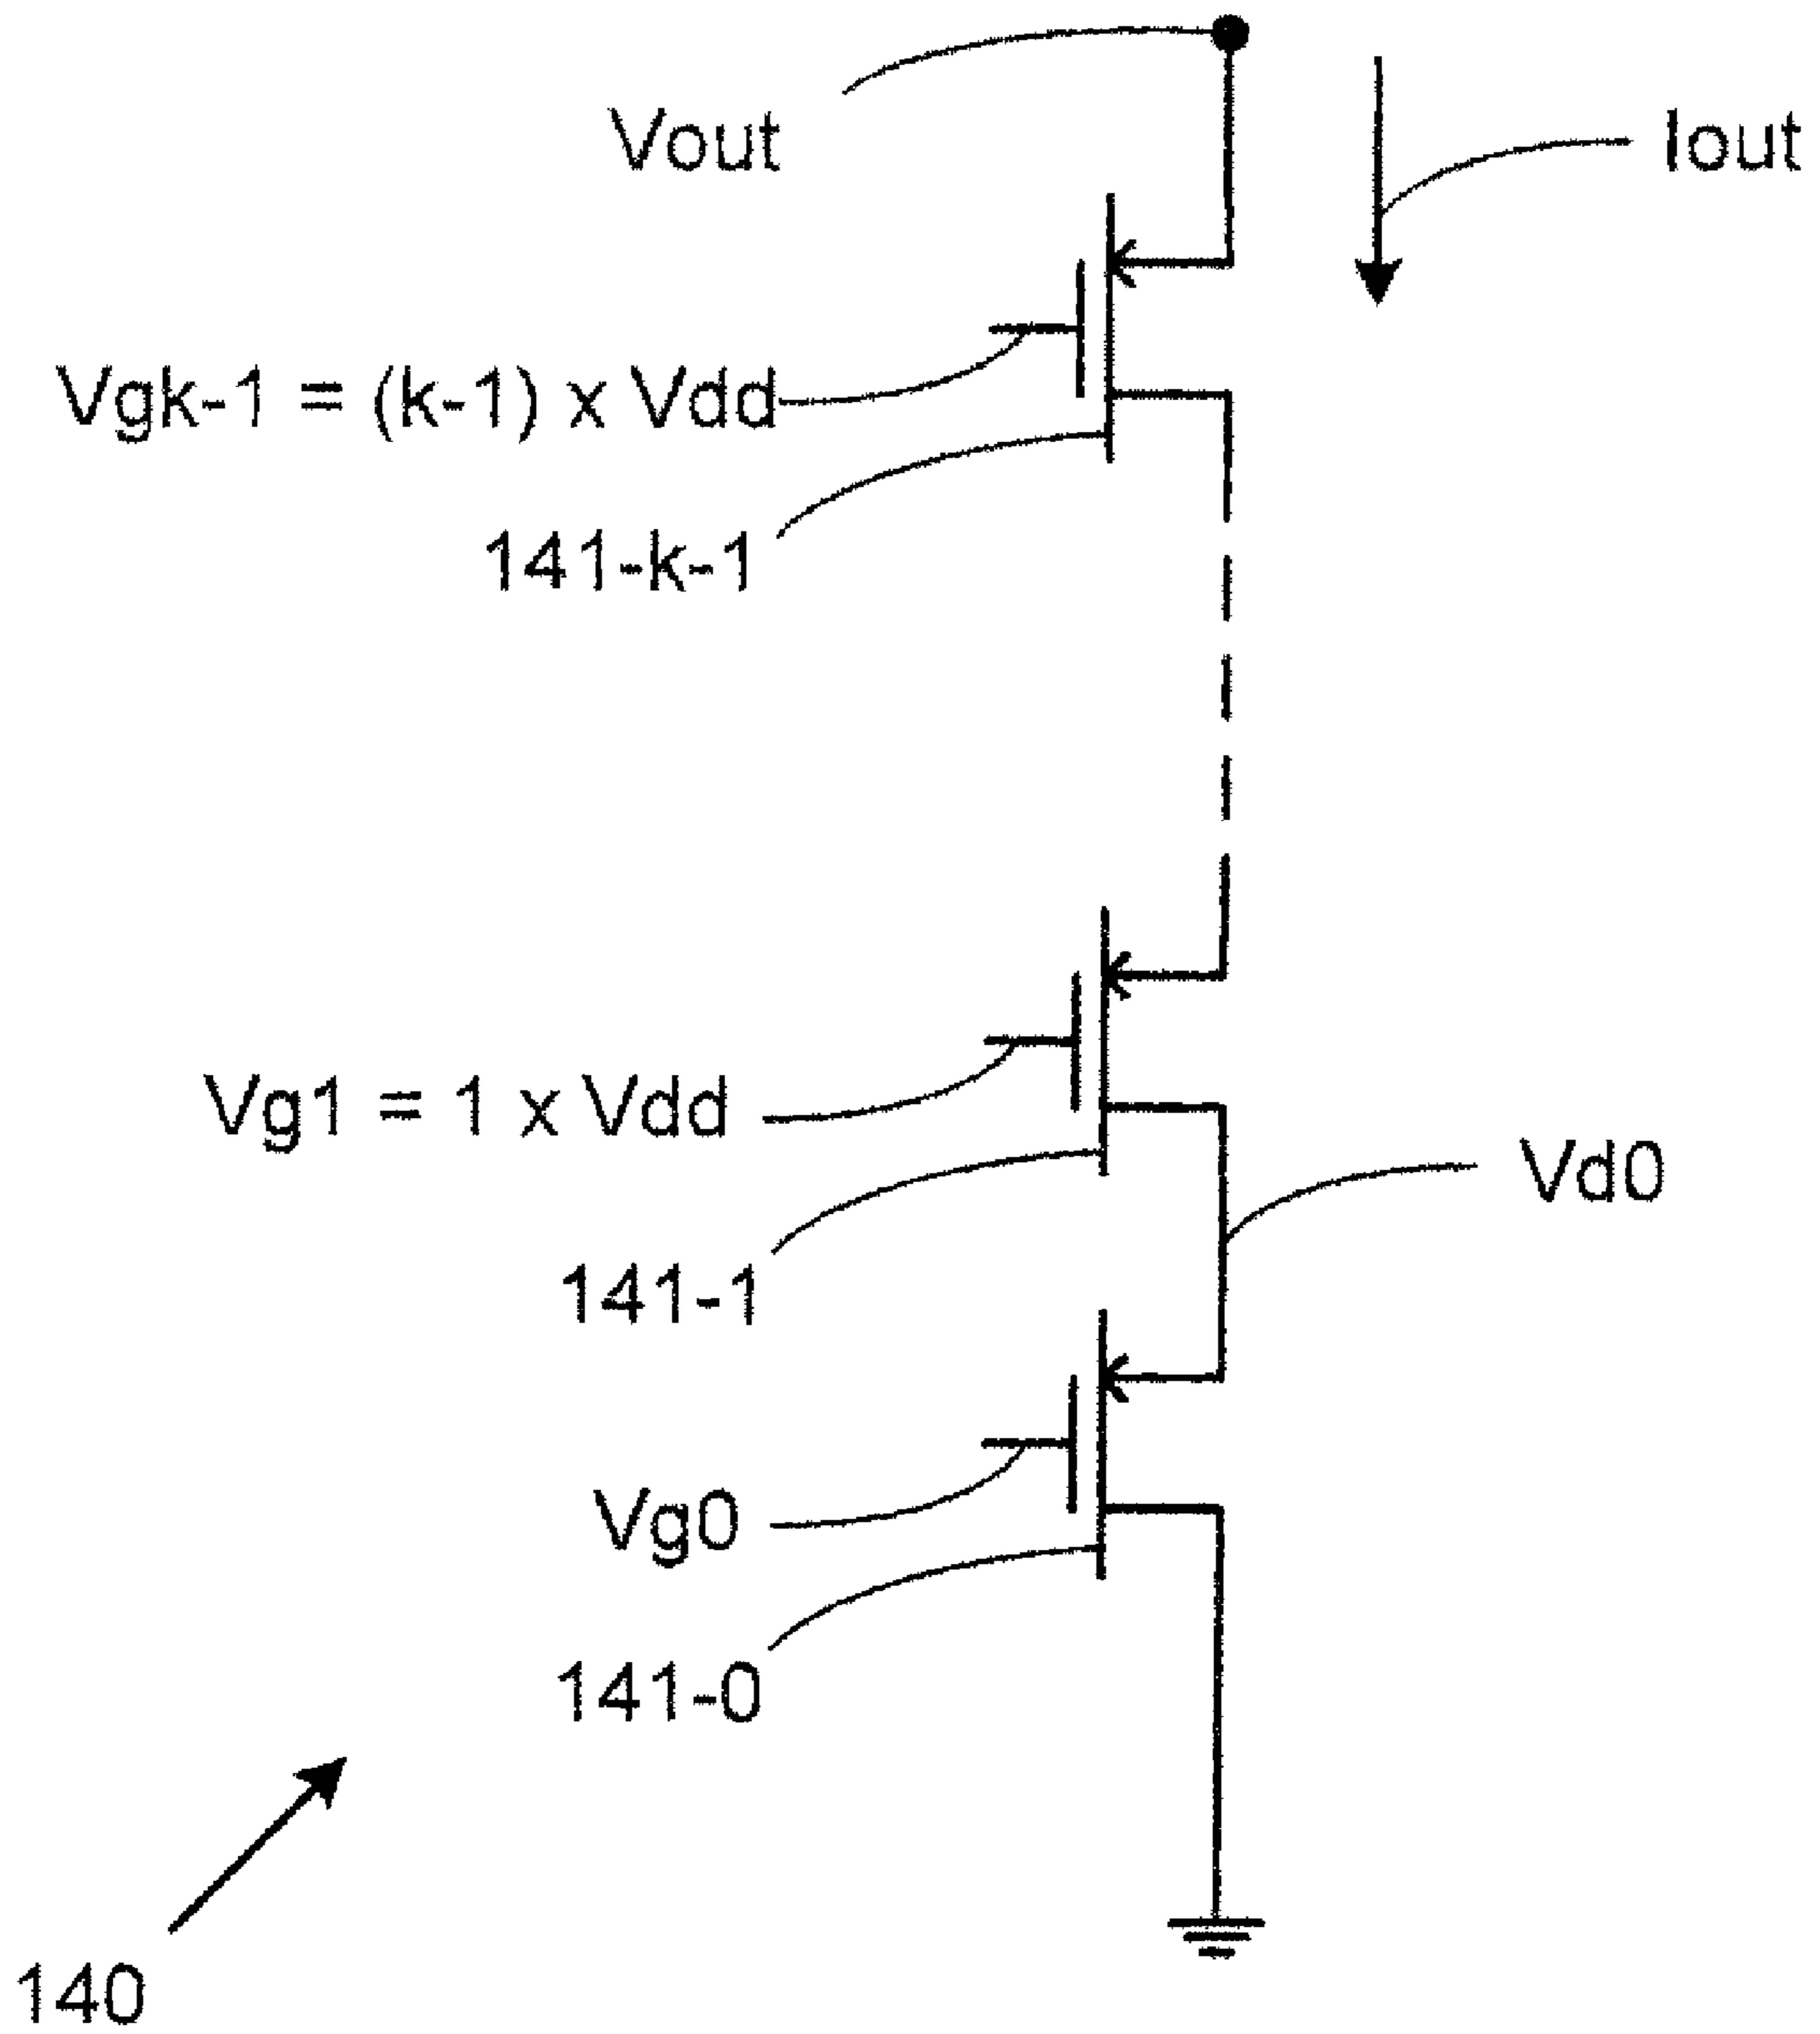 Vout
Iout
Vgk-1 = (k-1) x Vdd
141-k-1
Vg1 = 1 x Vdd
Vd0
141-1
Vg0
141-0
140